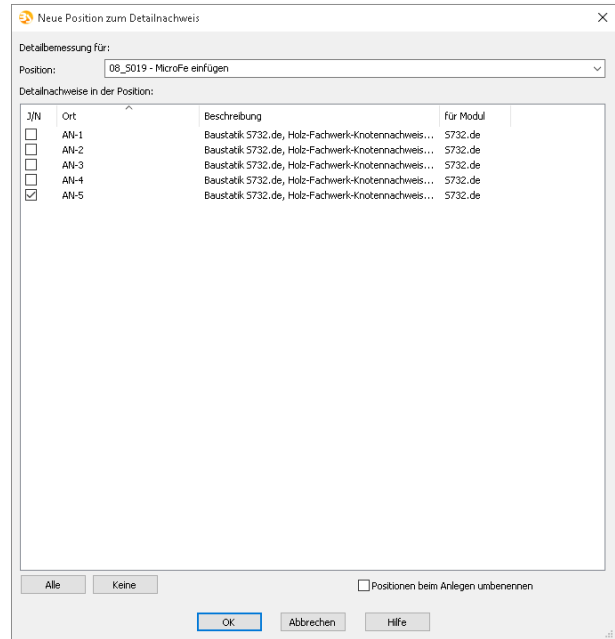 Neue Position zum Detailnachweis
Detailbemessung für:
Position: 08_S019 - MicroFe einfügen
Detailnachweise in der Position:
J/N Ort Beschreibung für Modul
AN-1 Baustatik S732.de, Holz-Fachwerk-Knotennachweis... S732.de
AN-2 Baustatik S732.de, Holz-Fachwerk-Knotennachweis... S732.de
AN-3 Baustatik S732.de, Holz-Fachwerk-Knotennachweis... S732.de
AN-4 Baustatik S732.de, Holz-Fachwerk-Knotennachweis... S732.de
AN-5 Baustatik S732.de, Holz-Fachwerk-Knotennachweis... S732.de
Alle Keine Positionen beim Anlegen umbenennen
OK Abbrechen Hilfe